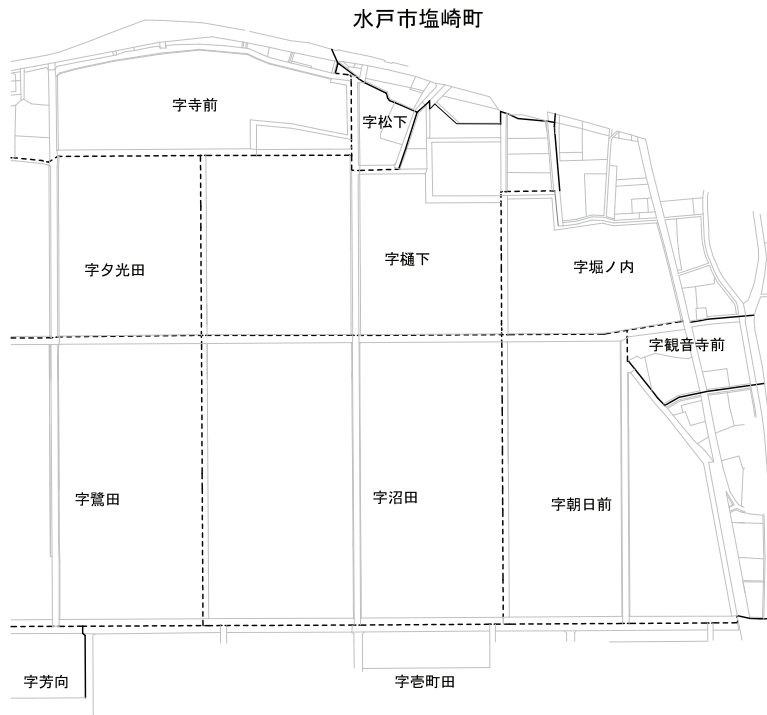 水戸市塩崎町
字寺前
字松下
字夕光田
字樋下
字堀ノ内
字観音寺前
字鷺田
字沼田
字朝日前
字芳向
字壱町田